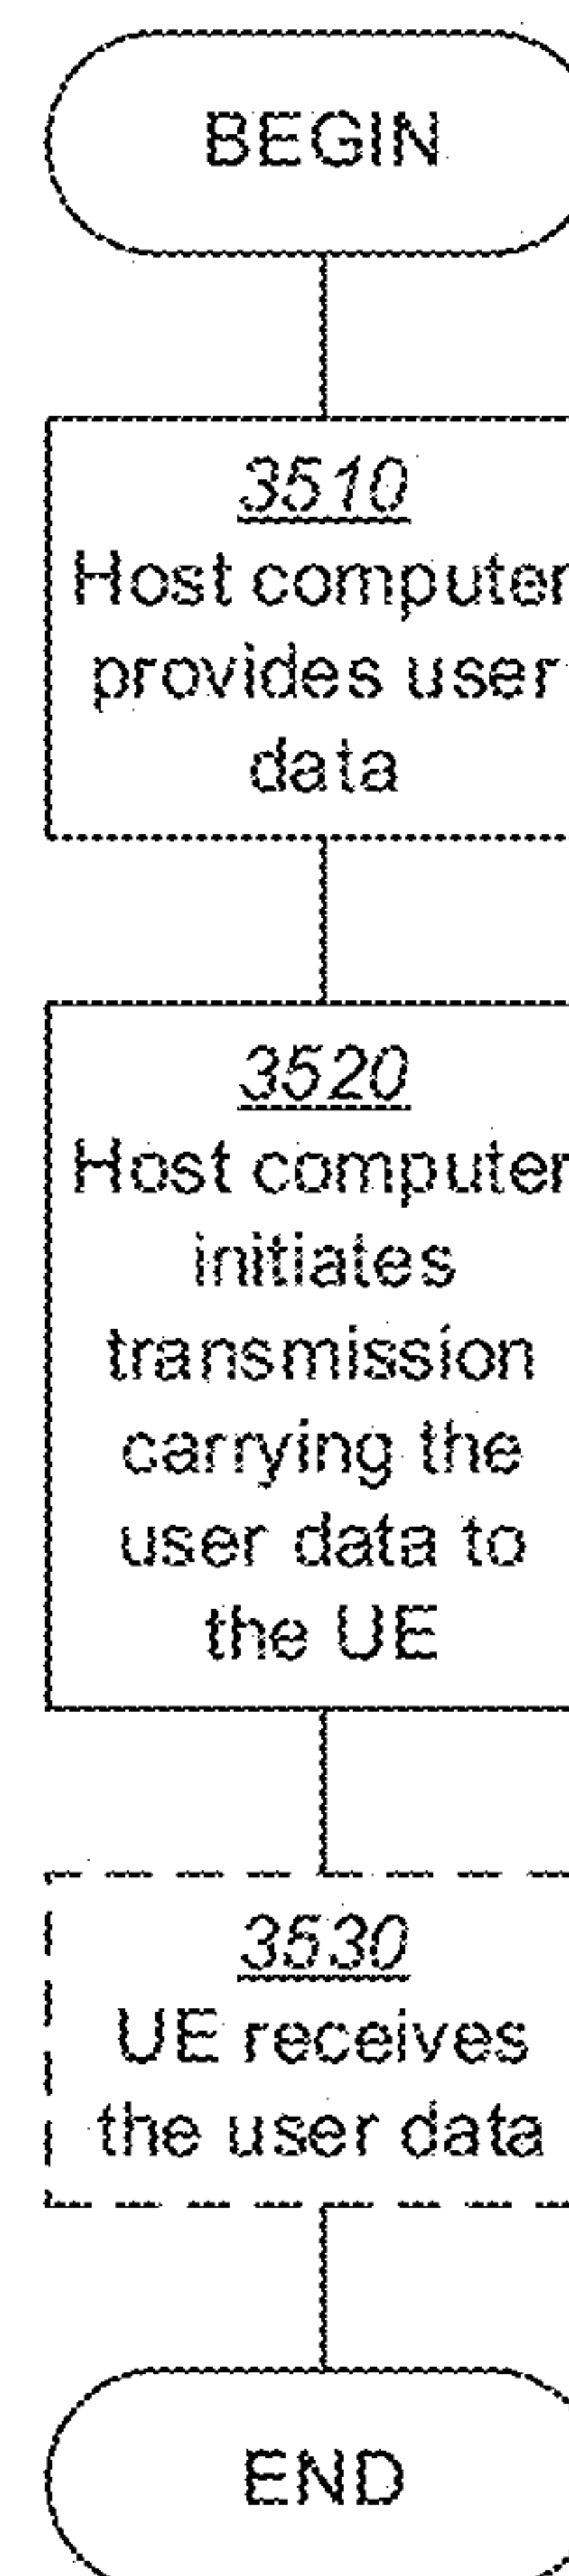 BEGIN
3510
Host computer
provides user
data
3520
Host computer
initiates
transmission
carrying the
user data to
the UE
3530
UE receives
the user data
END